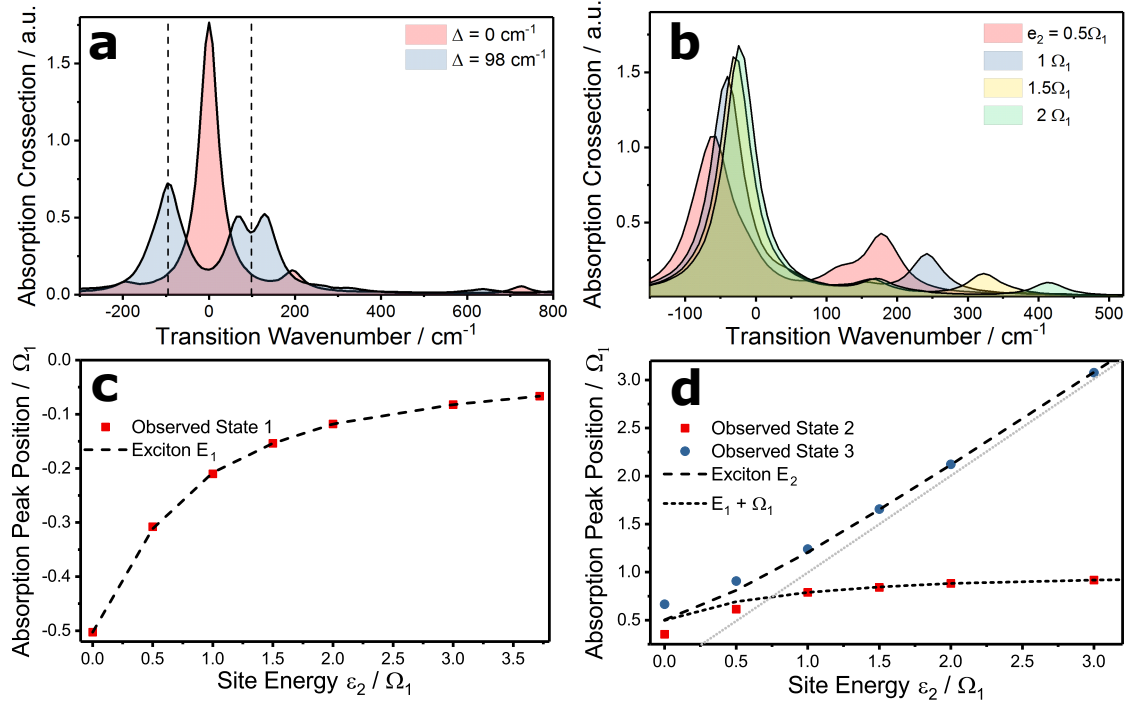 a
Absorption Crossection / a.u.
1.5
1.0
0.5
0.0
Δ = 0 cm⁻¹
Δ = 98 cm⁻¹
-200
0
200
400
600
800
Transition Wavenumber / cm⁻¹
b
Absorption Crossection / a.u.
1.5
1.0
0.5
e₂ = 0.5Ω₁
1 Ω₁
1.5Ω₁
2 Ω₁
-100
0
100
200
300
400
500
Transition Wavenumber / cm⁻¹
c
Absorption Peak Position / Ω₁
0.0
-0.1
-0.2
-0.3
-0.4
-0.5
Observed State 1
Exciton E₁
0.0
0.5
1.0
1.5
2.0
2.5
3.0
3.5
Site Energy ε₂ / Ω₁
d
Absorption Peak Position / Ω₁
3.0
2.5
2.0
1.5
1.0
0.5
Observed State 2
Observed State 3
Exciton E₂
E₁ + Ω₁
0.0
0.5
1.0
1.5
2.0
2.5
3.0
Site Energy ε₂ / Ω₁